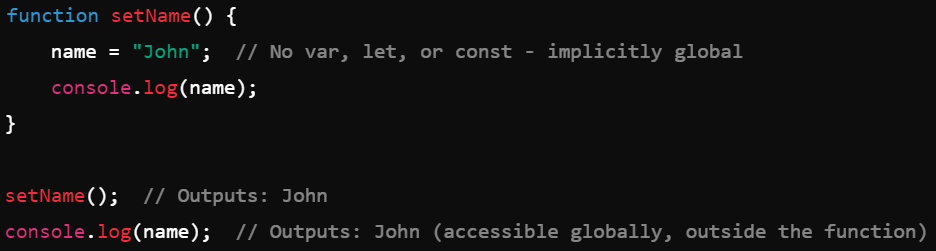 function setName() {
    name = "John";  // No var, let, or const - implicitly global
    console.log(name);
}

setName();  // Outputs: John
console.log(name);  // Outputs: John (accessible globally, outside the function)